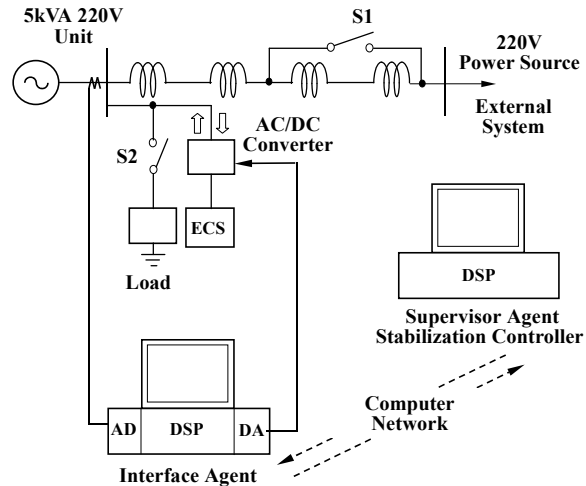 5kVA 220V
Unit
S1
220V
Power Source
External
System
AC/DC
Converter
S2
ECS
Load
DSP
Supervisor Agent
Stabilization Controller
Computer
Network
AD
DSP
DA
Interface Agent